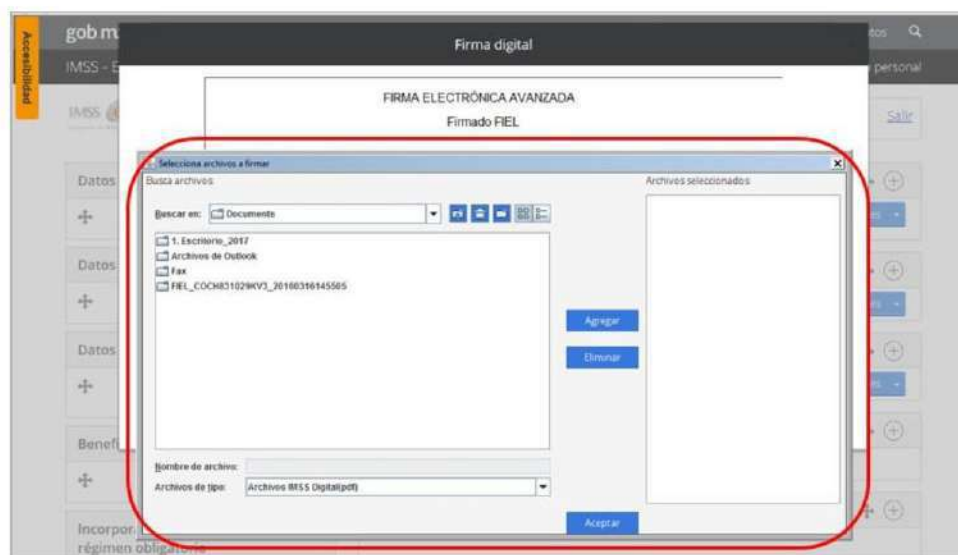 Accesibilidad
gob.m
IMSS - E
personal
Firma digital
FIRMA ELECTRÓNICA AVANZADA
Firmado FIEL
IMSS
Salir
Selecciona archivos a firmar
Busca archivos
Archivos seleccionados
Buscar en: Documents
1. Escritorio_2017
Archivos de Outlook
Fax
Agregar
Eliminar
Nombre de archivo:
Archivos de tipo: Archivos IMSS Digital(pdf)
Aceptar
Datos
Datos
Datos
Benefi
Incorpor
régimen obligatorio